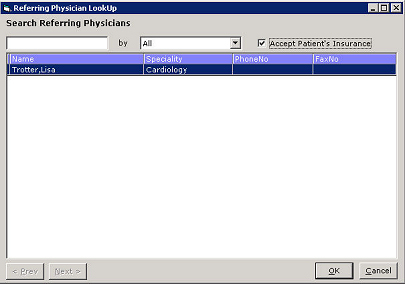 Referring Physician LookUp
Search Referring Physicians
by All Accept Patient's Insurance
Name Speciality PhoneNo FaxNo
Trotter,Lisa Cardiology
< Prev Next > OK Cancel